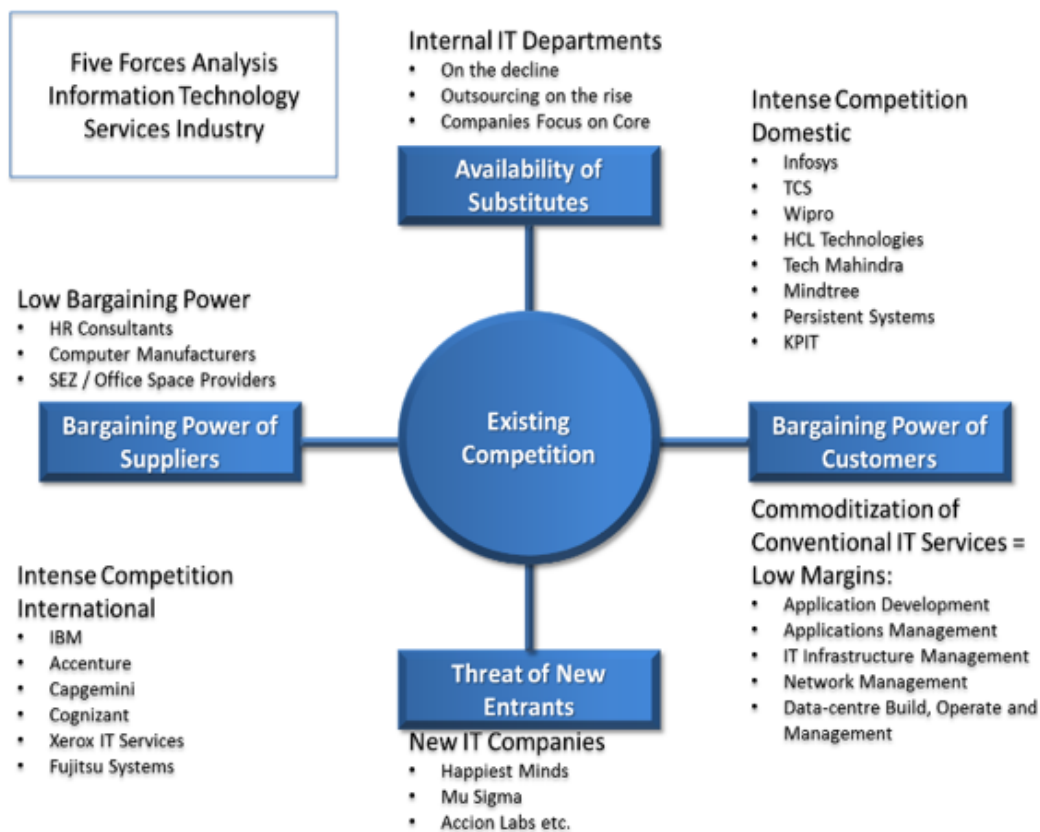 Five Forces Analysis
Information Technology
Services Industry
Internal IT Departments
• On the decline
• Outsourcing on the rise
• Companies Focus on Core
Availability of
Substitutes
Intense Competition
Domestic
• Infosys
• TCS
• Wipro
• HCL Technologies
• Tech Mahindra
• Mindtree
• Persistent Systems
• KPIT
Low Bargaining Power
• HR Consultants
• Computer Manufacturers
• SEZ / Office Space Providers
Bargaining Power of
Suppliers
Existing
Competition
Bargaining Power of
Customers
Commoditization of
Conventional IT Services =
Low Margins:
• Application Development
• Applications Management
• IT Infrastructure Management
• Network Management
• Data-centre Build, Operate and
Management
Intense Competition
International
• IBM
• Accenture
• Capgemini
• Cognizant
• Xerox IT Services
• Fujitsu Systems
Threat of New
Entrants
New IT Companies
• Happiest Minds
• Mu Sigma
• Accion Labs etc.